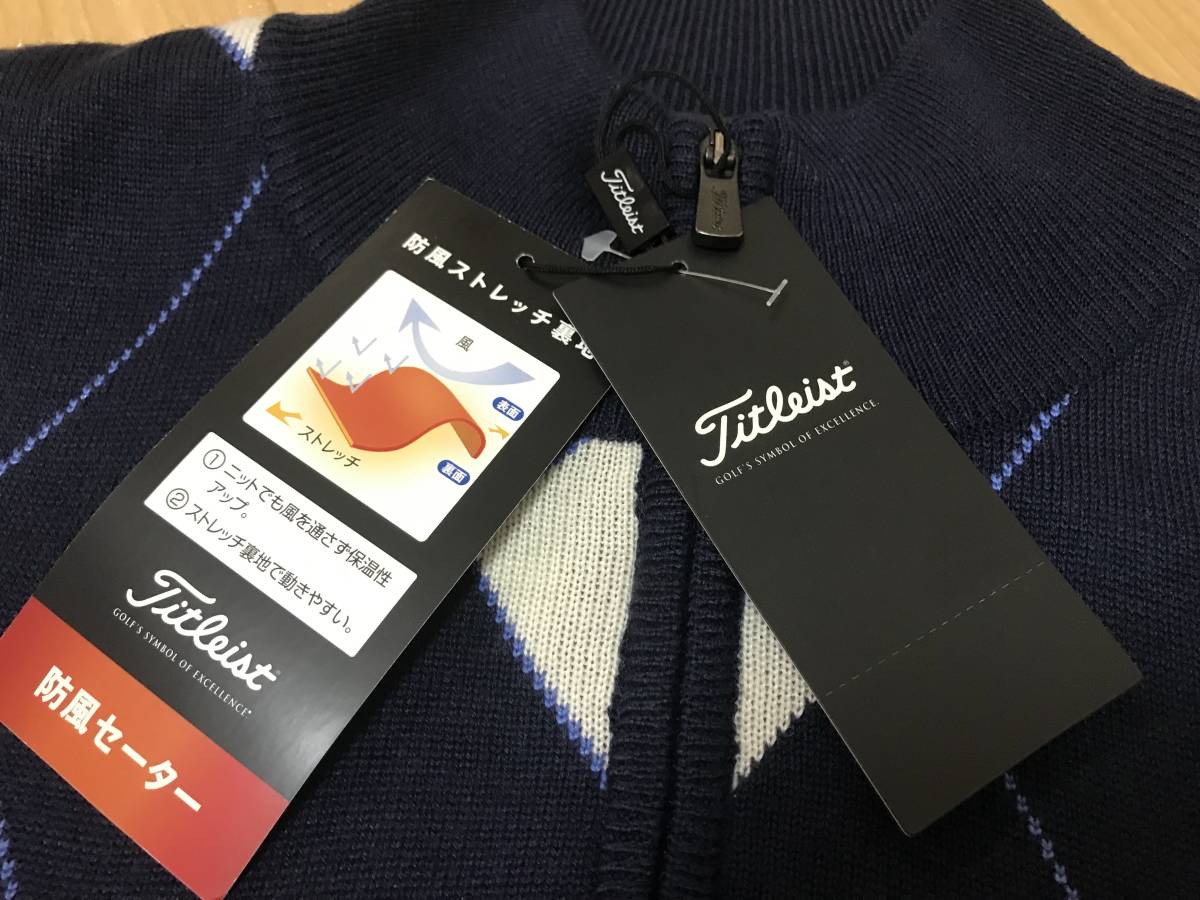 防風ストレッチ裏地
風
表面
ストレッチ
裏面
① ニットでも風を通さず保温性
アップ。
② ストレッチ裏地で動きやすい。
Titleist®
GOLF'S SYMBOL OF EXCELLENCE®
防風セーター
Titleist
Titleist®
GOLF'S SYMBOL OF EXCELLENCE.